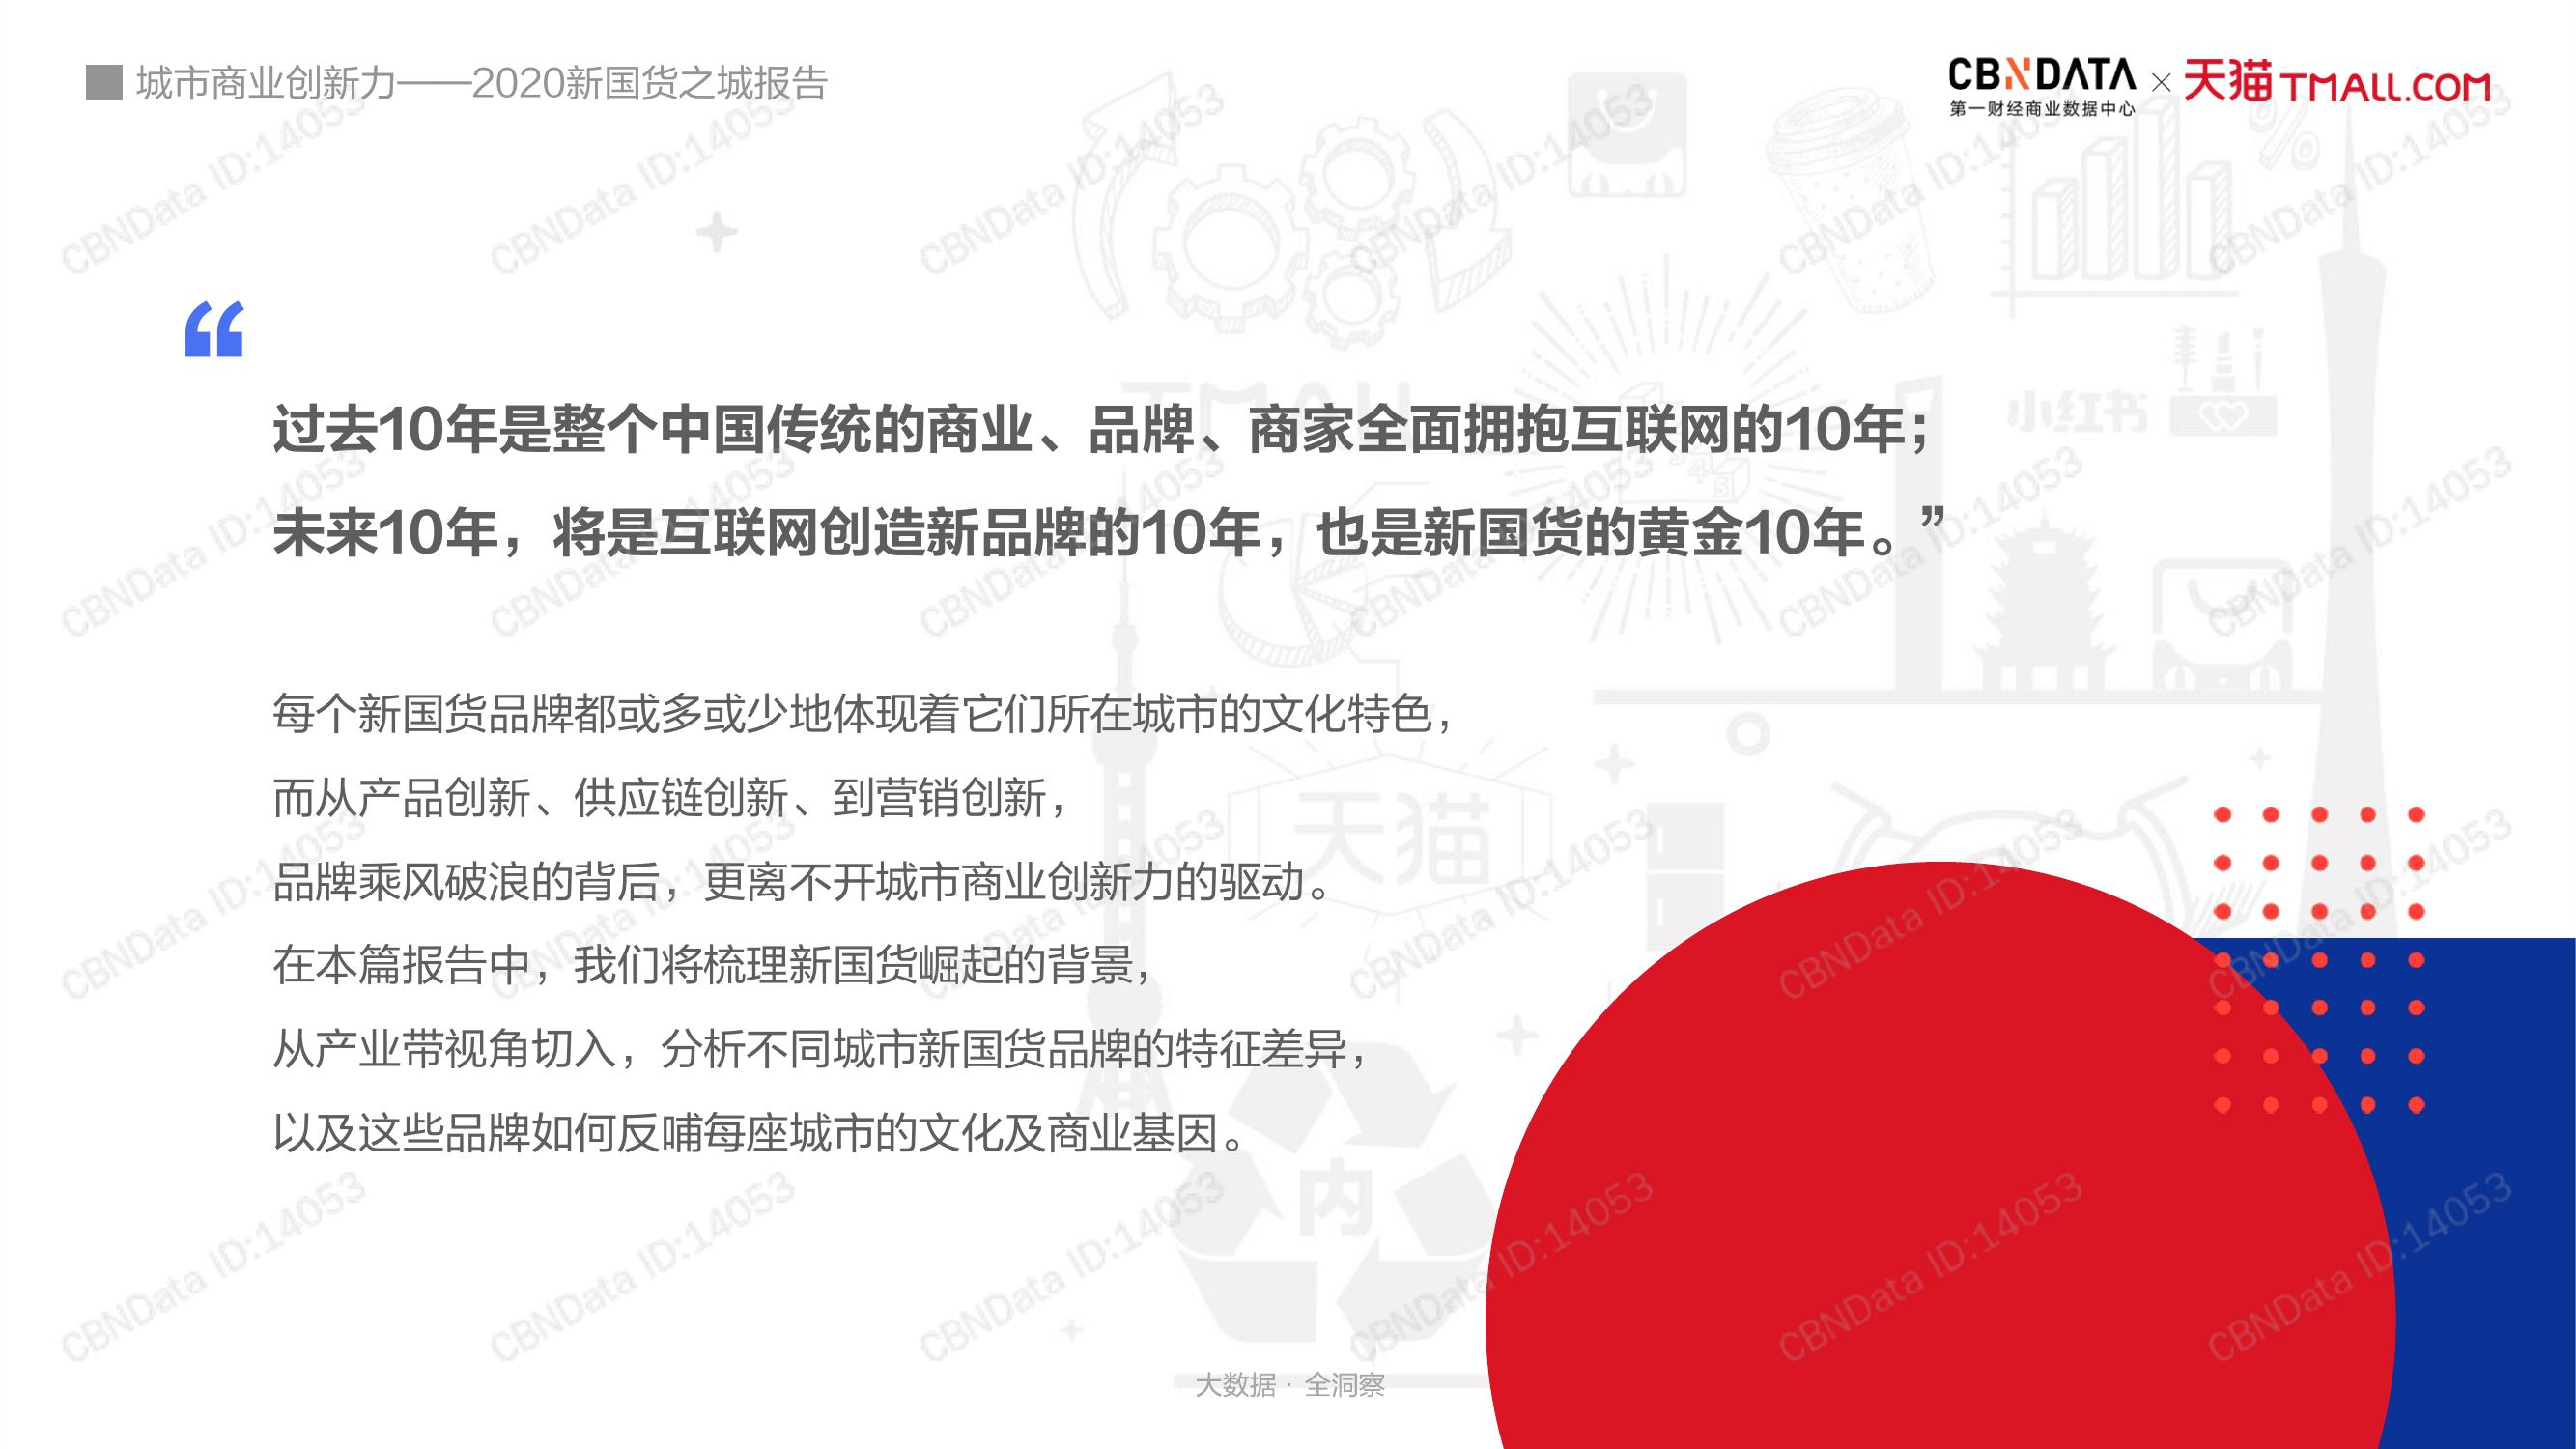 城市商业创新力——2020新国货之城报告
CBNDATA × 天猫 TMALL.COM
第一财经商业数据中心
“
过去10年是整个中国传统的商业、品牌、商家全面拥抱互联网的10年；
未来10年，将是互联网创造新品牌的10年，也是新国货的黄金10年。”
小红书
每个新国货品牌都或多或少地体现着它们所在城市的文化特色，
而从产品创新、供应链创新、到营销创新，
天猫
品牌乘风破浪的背后，更离不开城市商业创新力的驱动。
在本篇报告中，我们将梳理新国货崛起的背景，
从产业带视角切入，分析不同城市新国货品牌的特征差异，
以及这些品牌如何反哺每座城市的文化及商业基因。
内
大数据 · 全洞察
CBNData ID:14053